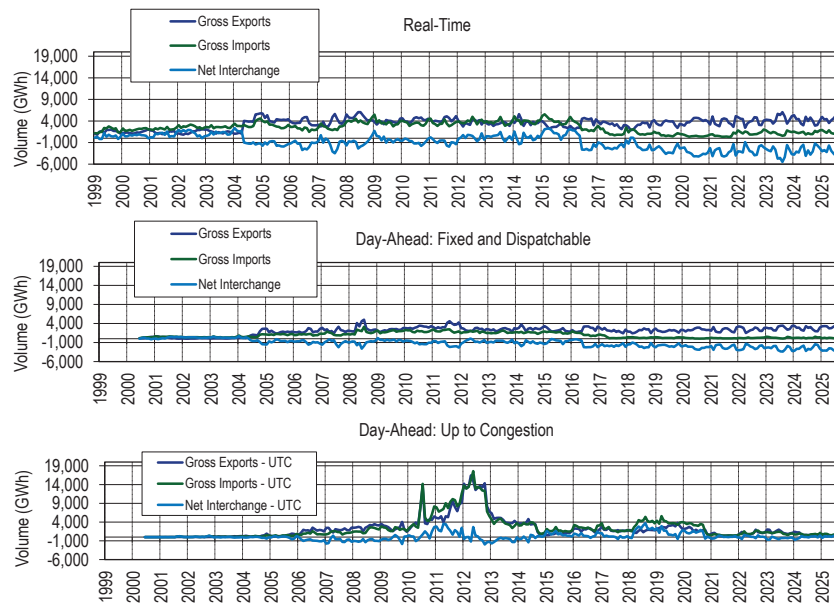 Real-Time
Gross Exports
Gross Imports
Net Interchange
Volume (GWh)
19,000
14,000
9,000
4,000
-1,000
-6,000
1999 2000 2001 2002 2003 2004 2005 2006 2007 2008 2009 2010 2011 2012 2013 2014 2015 2016 2017 2018 2019 2020 2021 2022 2023 2024 2025
Day-Ahead: Fixed and Dispatchable
Gross Exports
Gross Imports
Net Interchange
Volume (GWh)
19,000
14,000
9,000
4,000
-1,000
-6,000
1999 2000 2001 2002 2003 2004 2005 2006 2007 2008 2009 2010 2011 2012 2013 2014 2015 2016 2017 2018 2019 2020 2021 2022 2023 2024 2025
Day-Ahead: Up to Congestion
Gross Exports - UTC
Gross Imports - UTC
Net Interchange - UTC
Volume (GWh)
19,000
14,000
9,000
4,000
-1,000
-6,000
1999 2000 2001 2002 2003 2004 2005 2006 2007 2008 2009 2010 2011 2012 2013 2014 2015 2016 2017 2018 2019 2020 2021 2022 2023 2024 2025